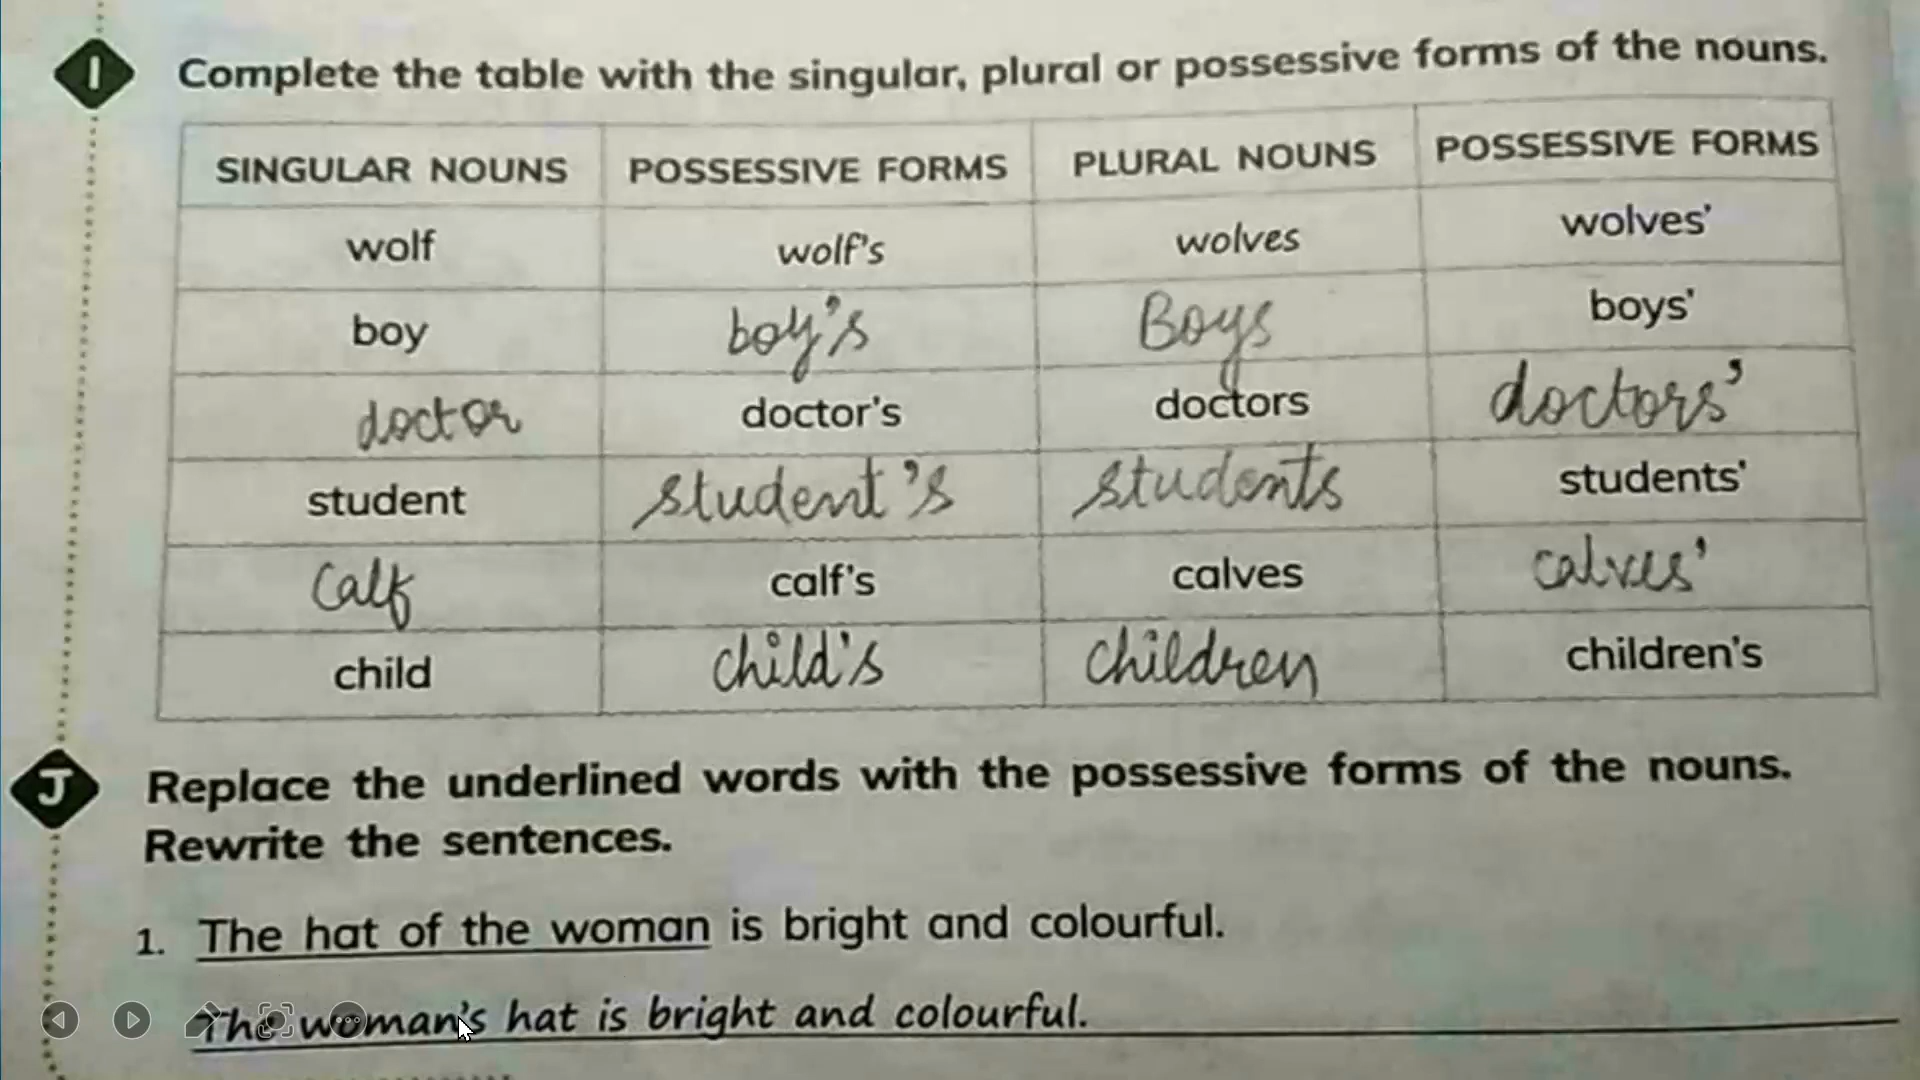 I Complete the table with the singular, plural or possessive forms of the nouns.
SINGULAR NOUNS POSSESSIVE FORMS PLURAL NOUNS POSSESSIVE FORMS
wolf wolf's wolves wolves'
boy boy's Boys boys'
doctor doctor's doctors doctors'
student student's students students'
Calf calf's calves calves'
child child's children children's
J Replace the underlined words with the possessive forms of the nouns.
Rewrite the sentences.
1. The hat of the woman is bright and colourful.
The woman's hat is bright and colourful.